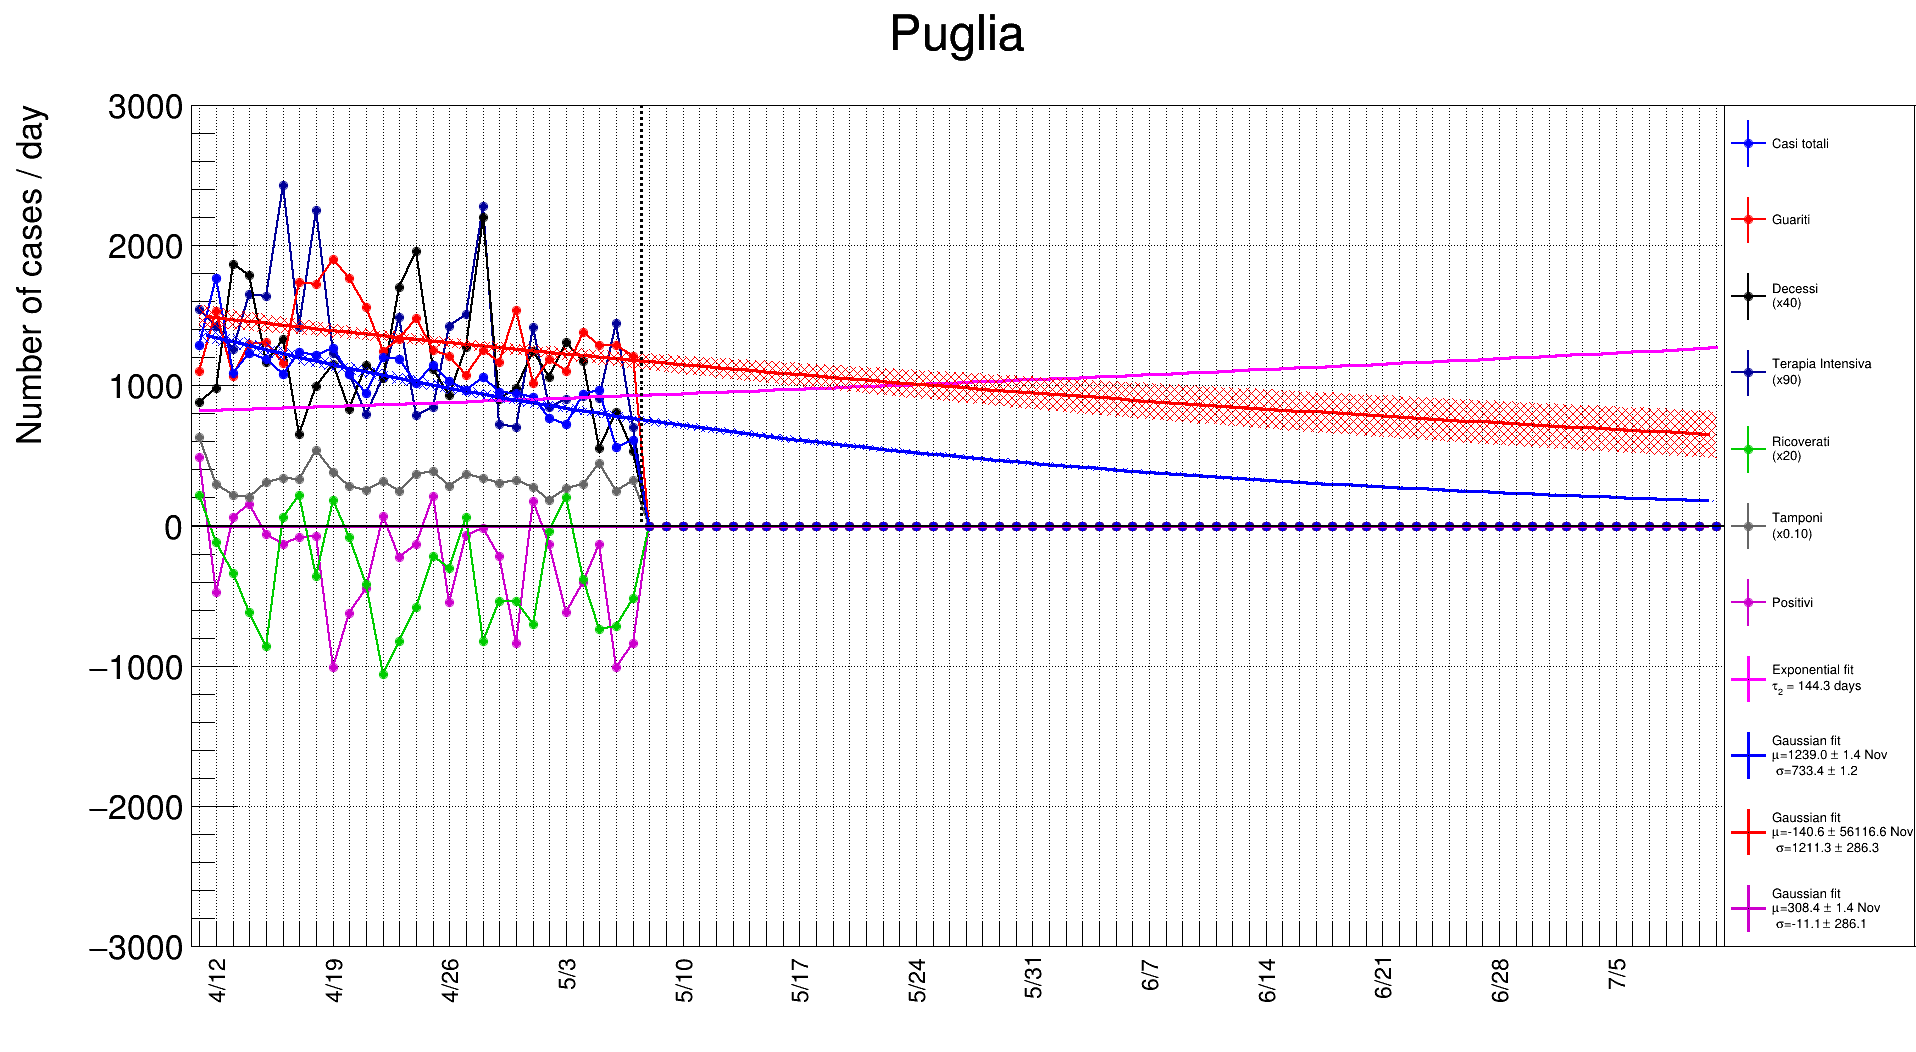 Puglia
Number of cases / day
3000
2000
1000
0
−1000
−2000
−3000
4/12
4/19
4/26
5/3
5/10
5/17
5/24
5/31
6/7
6/14
6/21
6/28
7/5
Casi totali
Guariti
Decessi
(x40)
Terapia Intensiva
(x90)
Ricoverati
(x20)
Tamponi
(x0.10)
Positivi
Exponential fit
τ2 = 144.3 days
Gaussian fit
μ=1239.0 ± 1.4 Nov
σ=733.4 ± 1.2
Gaussian fit
μ=-140.6 ± 56116.6 Nov
σ=1211.3 ± 286.3
Gaussian fit
μ=308.4 ± 1.4 Nov
σ=-11.1 ± 286.1